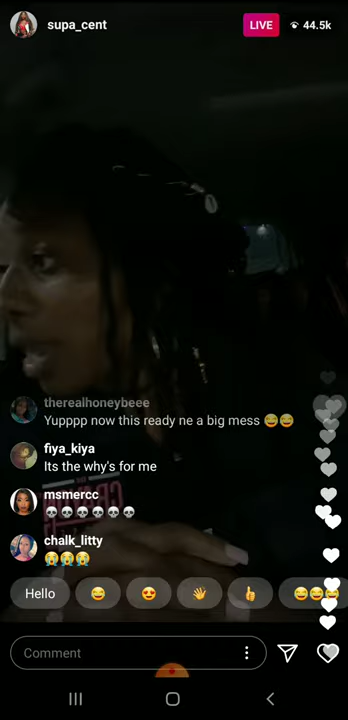 supa_cent
LIVE
44.5k
therealhoneybeee
Yupppp now this ready ne a big mess 😂😂
fiya_kiya
Its the why's for me
msmercc
💀💀💀💀💀💀
chalk_litty
😭😭😭
Hello
Comment